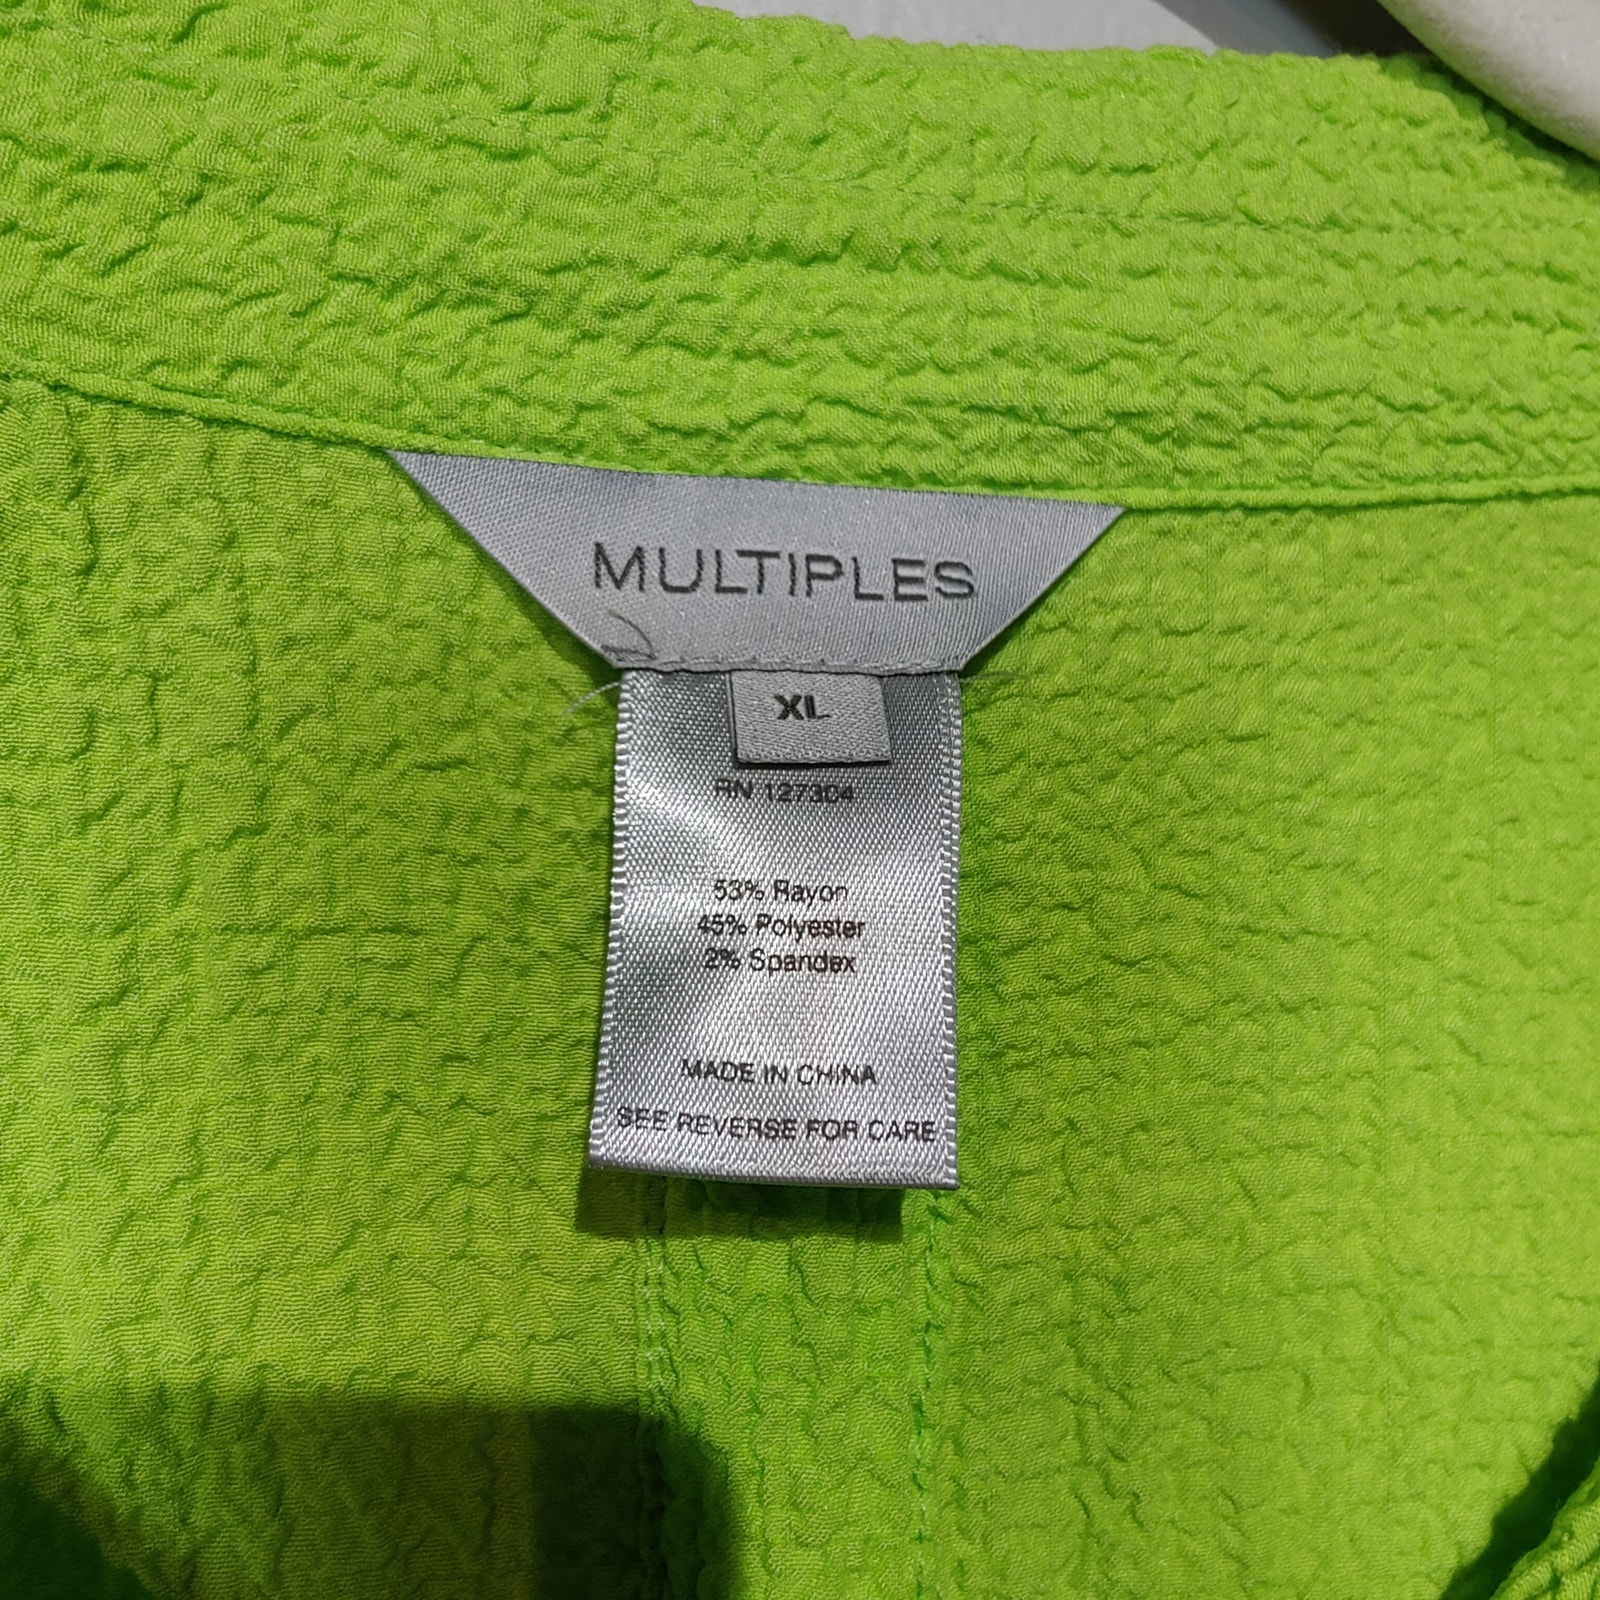 MULTIPLES
XL
RN 127304
53% Rayon
45% Polyester
2% Spandex
MADE IN CHINA
SEE REVERSE FOR CARE